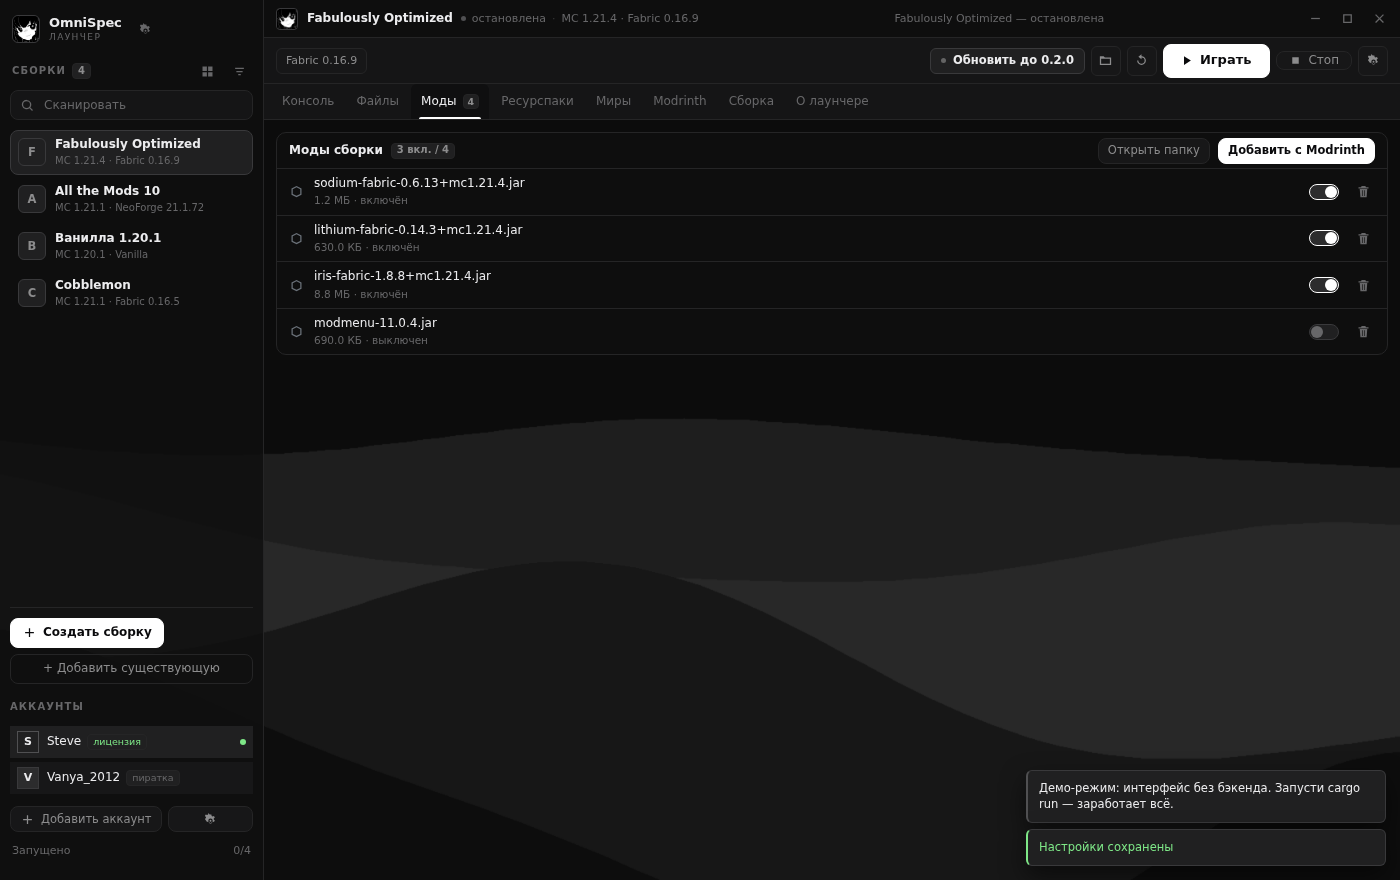 OmniSpec
ЛАУНЧЕР
СБОРКИ 4
Сканировать
F
Fabulously Optimized
MC 1.21.4 · Fabric 0.16.9
A
All the Mods 10
MC 1.21.1 · NeoForge 21.1.72
В
Ванилла 1.20.1
MC 1.20.1 · Vanilla
C
Cobblemon
MC 1.21.1 · Fabric 0.16.5
+ Создать сборку
+ Добавить существующую
АККАУНТЫ
S Steve лицензия
V Vanya_2012 пиратка
+ Добавить аккаунт
Запущено 0/4
Fabulously Optimized остановлена · MC 1.21.4 · Fabric 0.16.9
Fabulously Optimized — остановлена
Fabric 0.16.9
Обновить до 0.2.0
Играть
Стоп
Консоль Файлы Моды 4 Ресурспаки Миры Modrinth Сборка О лаунчере
Моды сборки 3 вкл. / 4
Открыть папку
Добавить с Modrinth
sodium-fabric-0.6.13+mc1.21.4.jar
1.2 МБ · включён
lithium-fabric-0.14.3+mc1.21.4.jar
630.0 КБ · включён
iris-fabric-1.8.8+mc1.21.4.jar
8.8 МБ · включён
modmenu-11.0.4.jar
690.0 КБ · выключен
Демо-режим: интерфейс без бэкенда. Запусти cargo
run — заработает всё.
Настройки сохранены